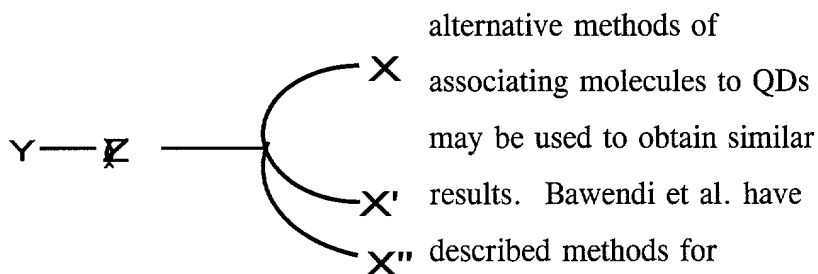 alternative methods of
X associating molecules to QDs
may be used to obtain similar
Y
X' results. Bawendi et al. have
X" described methods for